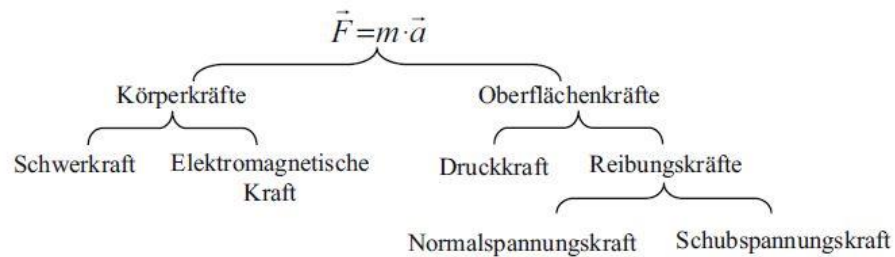 F⃗=m·a⃗
Körperkräfte
Oberflächenkräfte
Schwerkraft
Elektromagnetische
Kraft
Druckkraft
Reibungskräfte
Normalspannungskraft
Schubspannungskraft